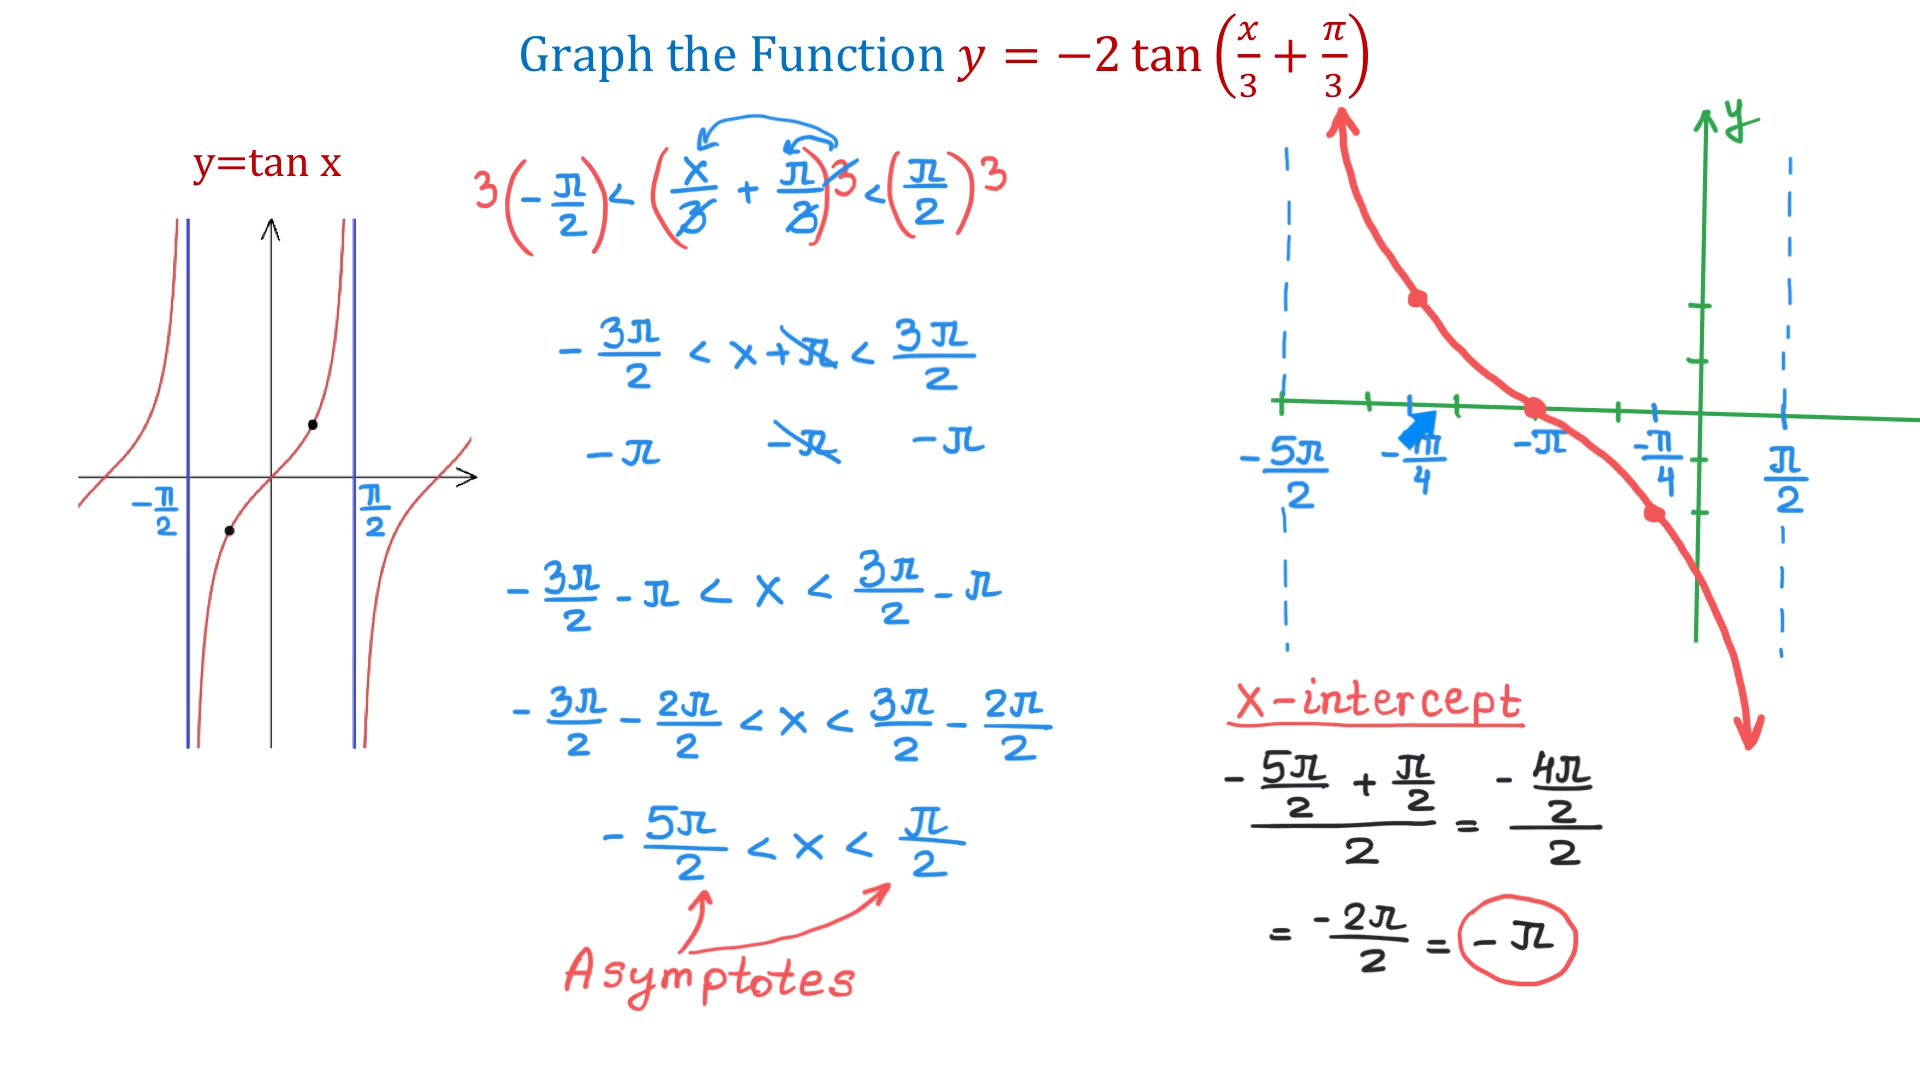 Graph the Function y = −2 tan (x/3 + π/3)
y=tan x
-π/2
π/2
3(-π/2) < (x/3 + π/3)3 < (π/2)3
-3π/2 < x+π < 3π/2
-π -π -π
-3π/2 - π < x < 3π/2 - π
-3π/2 - 2π/2 < x < 3π/2 - 2π/2
-5π/2 < x < π/2
Asymptotes
y
-5π/2
-π
-π/4
π/2
x-intercept
(-5π/2 + π/2)/2 = (-4π/2)/2
= -2π/2 = -π